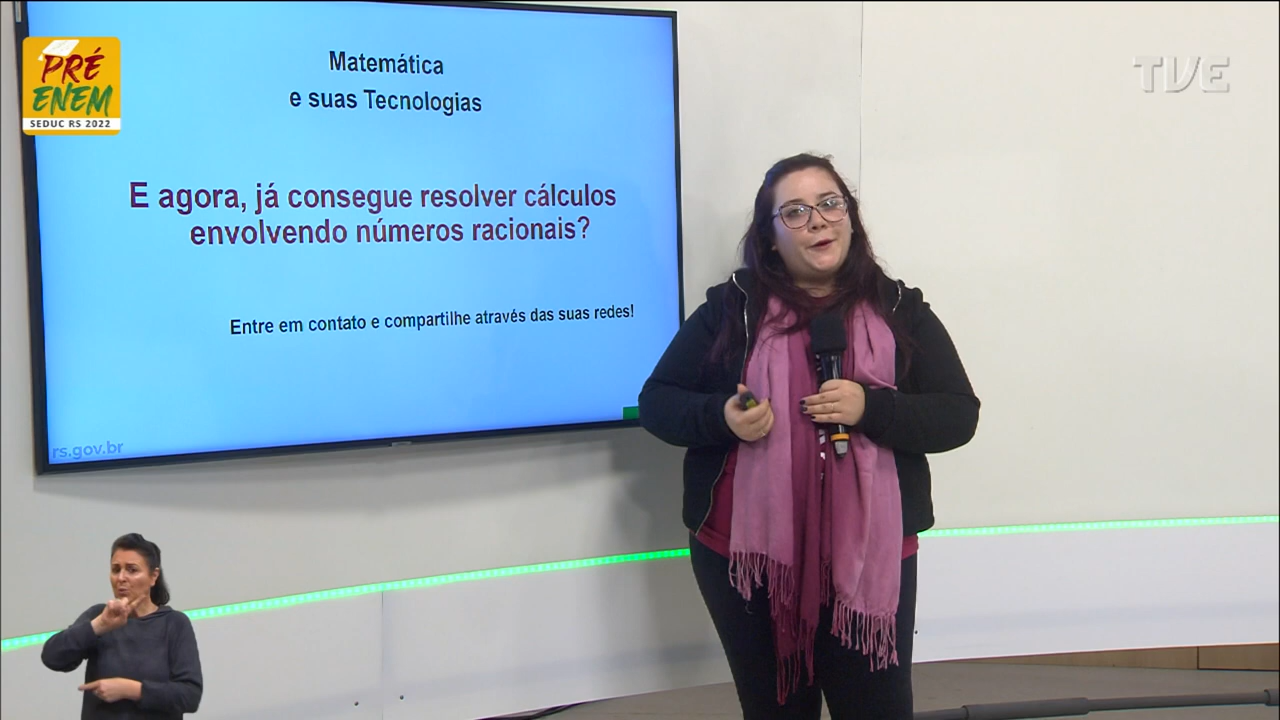 PRÉ
ENEM
SEDUC RS 2022
TVE
Matemática
e suas Tecnologias
E agora, já consegue resolver cálculos
envolvendo números racionais?
Entre em contato e compartilhe através das suas redes!
rs.gov.br